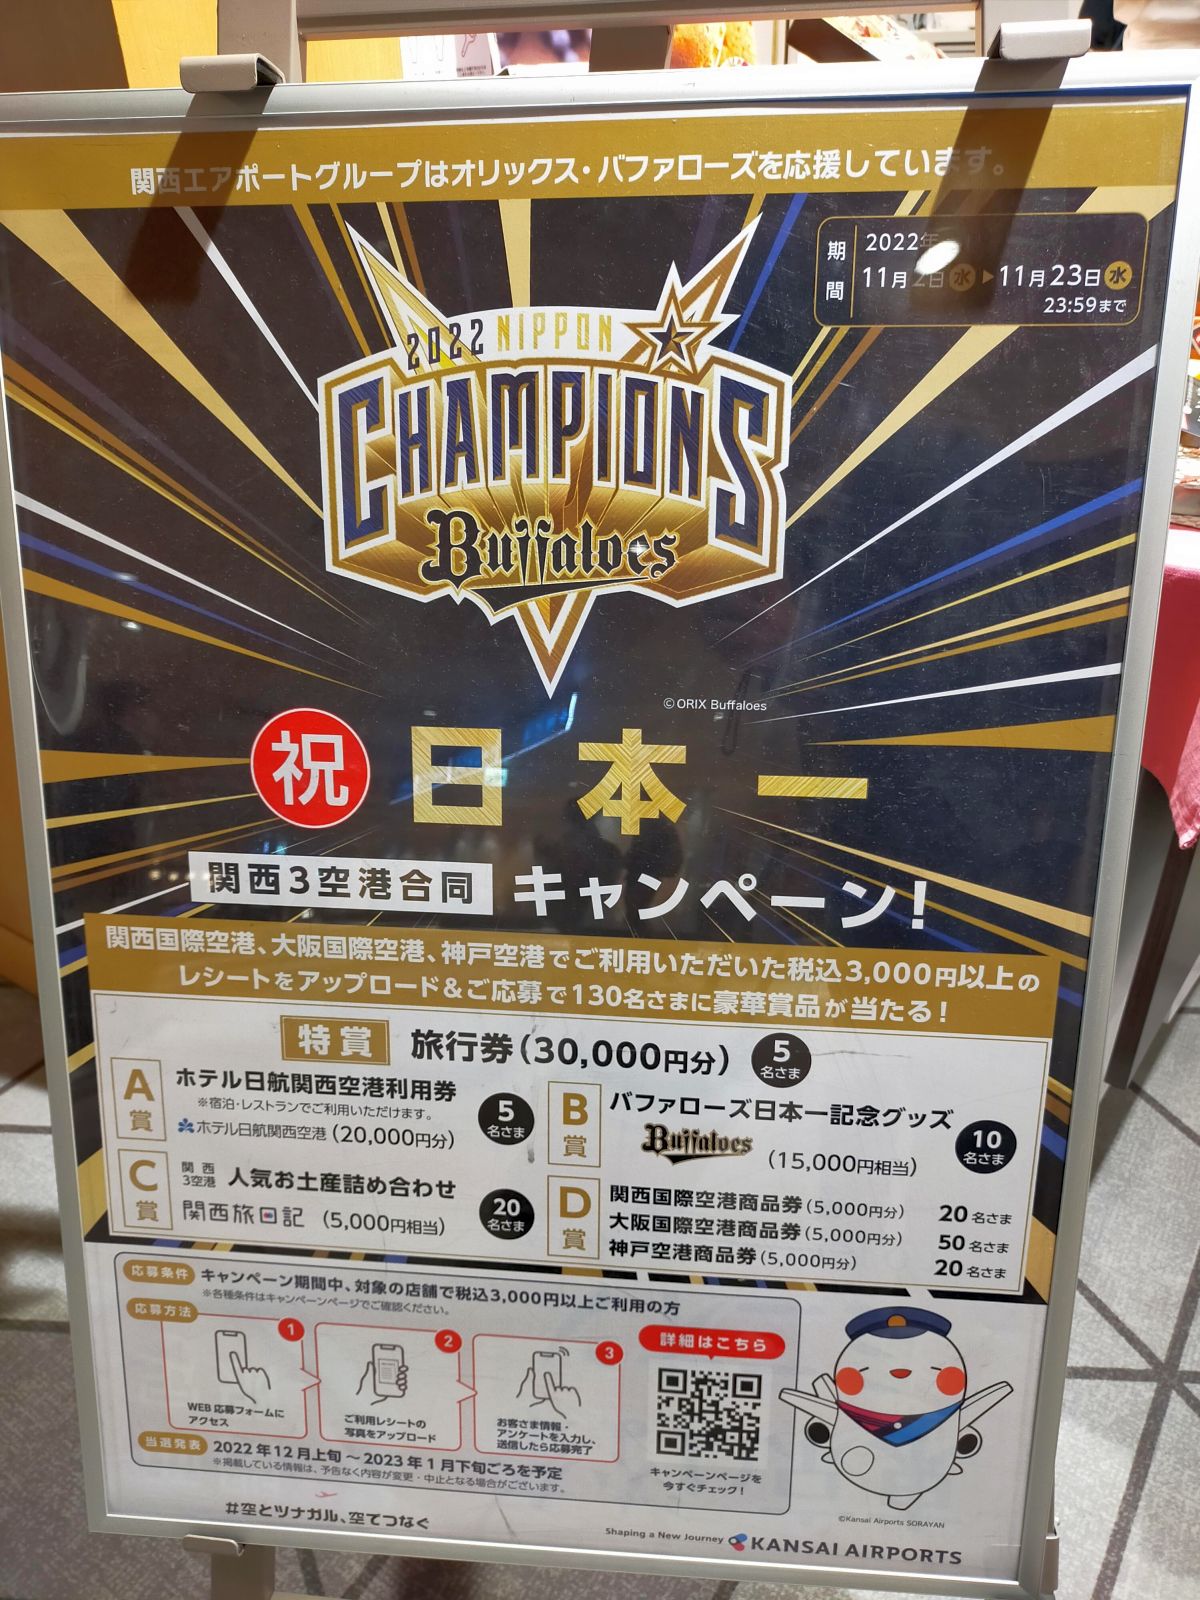 関西エアポートグループはオリックス・バファローズを応援しています。
期間
2022年
11月2日水▶11月23日水
23:59まで
2022 NIPPON
CHAMPIONS
Buffaloes
©ORIX Buffaloes
祝 日本一
関西3空港合同 キャンペーン!
関西国際空港、大阪国際空港、神戸空港でご利用いただいた税込3,000円以上の
レシートをアップロード&ご応募で130名さまに豪華賞品が当たる!
特賞 旅行券(30,000円分) 5名さま
A賞 ホテル日航関西空港利用券
※宿泊・レストランでご利用いただけます。
ホテル日航関西空港(20,000円分) 5名さま
B賞 バファローズ日本一記念グッズ
Buffaloes (15,000円相当) 10名さま
C賞 関西3空港 人気お土産詰め合わせ
関西旅日記 (5,000円相当) 20名さま
D賞 関西国際空港商品券(5,000円分) 20名さま
大阪国際空港商品券(5,000円分) 50名さま
神戸空港商品券(5,000円分) 20名さま
応募条件 キャンペーン期間中、対象の店舗で税込3,000円以上ご利用の方
※各種条件はキャンペーンページでご確認ください。
応募方法
1
WEB応募フォームに
アクセス
2
ご利用レシートの
写真をアップロード
3
お客さま情報・
アンケートを入力し、
送信したら応募完了
詳細はこちら
キャンペーンページを
今すぐチェック!
当選発表 2022年12月上旬〜2023年1月下旬ごろを予定
※掲載している情報は、予告なく内容が変更・中止となる場合がございます。
©Kansai Airports SORAYAN
#空とツナガル、空てつなぐ
Shaping a New Journey KANSAI AIRPORTS